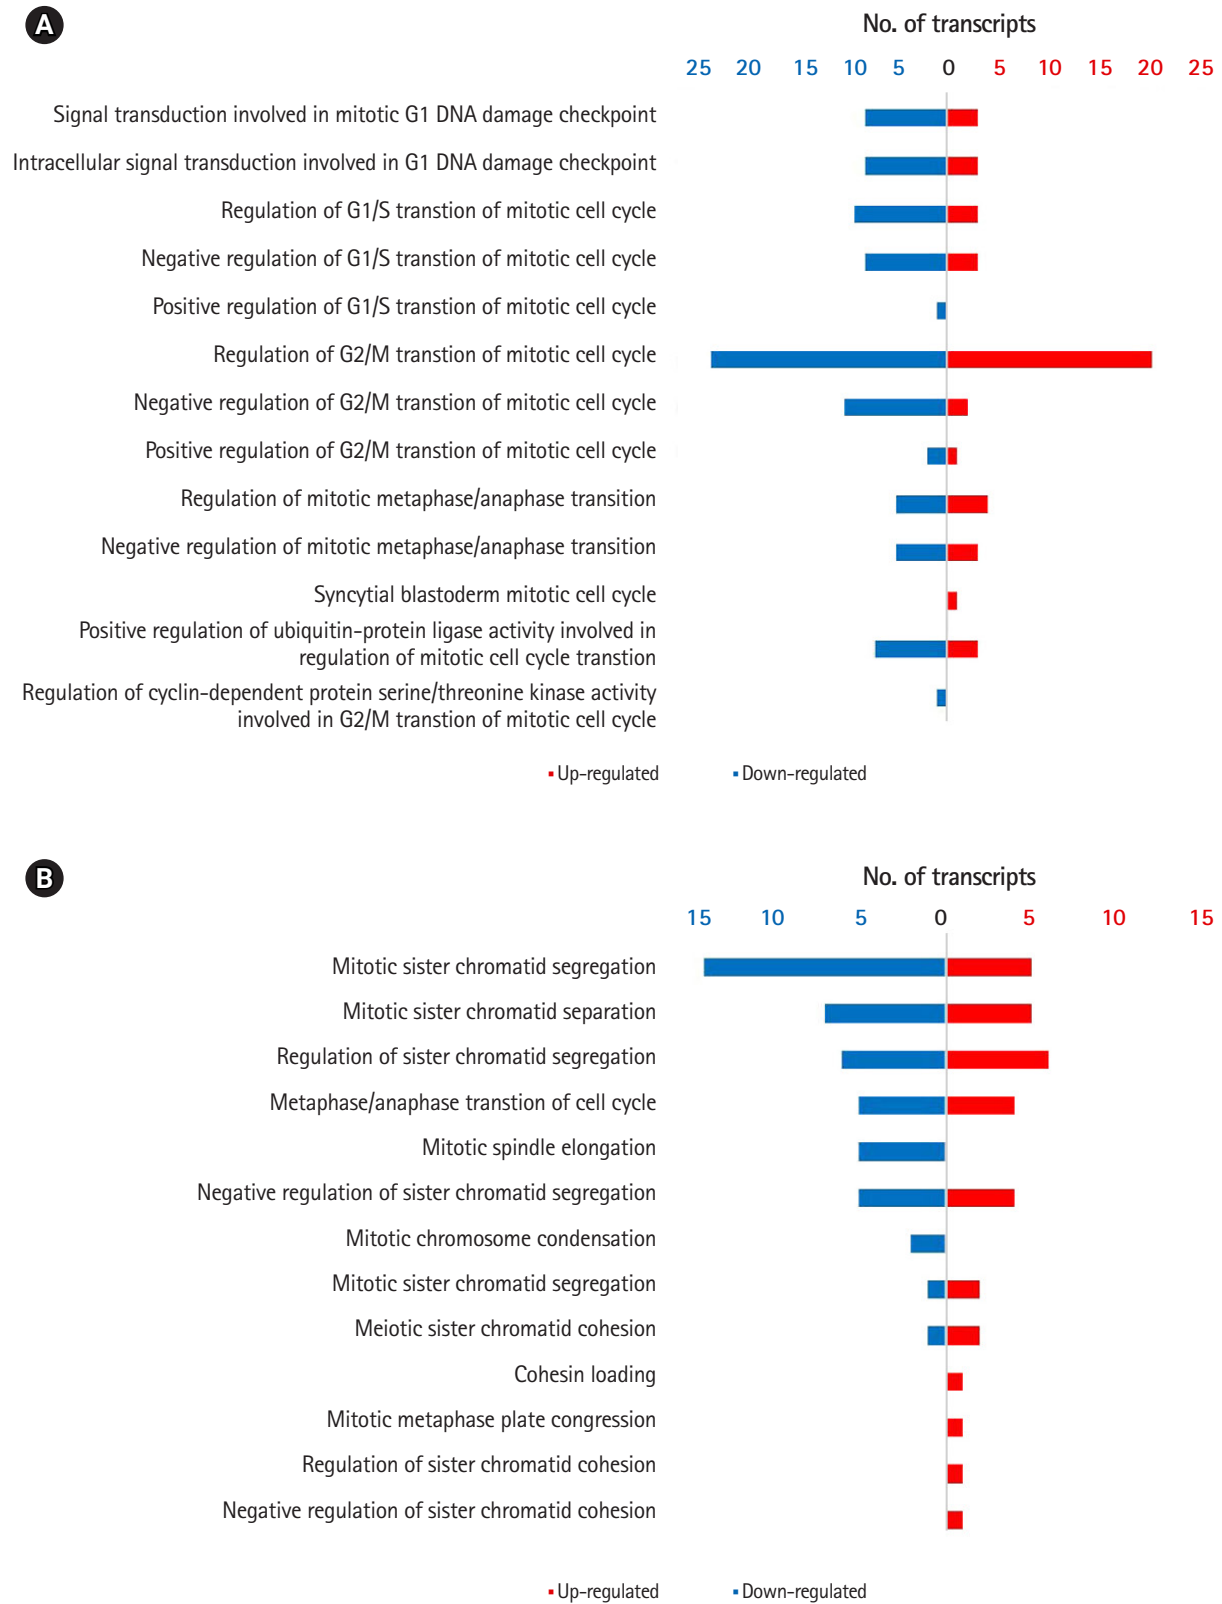 A
No. of transcripts
25 20 15 10 5 0 5 10 15 20 25
Signal transduction involved in mitotic G1 DNA damage checkpoint
Intracellular signal transduction involved in G1 DNA damage checkpoint
Regulation of G1/S transtion of mitotic cell cycle
Negative regulation of G1/S transtion of mitotic cell cycle
Positive regulation of G1/S transtion of mitotic cell cycle
Regulation of G2/M transtion of mitotic cell cycle
Negative regulation of G2/M transtion of mitotic cell cycle
Positive regulation of G2/M transtion of mitotic cell cycle
Regulation of mitotic metaphase/anaphase transition
Negative regulation of mitotic metaphase/anaphase transition
Syncytial blastoderm mitotic cell cycle
Positive regulation of ubiquitin-protein ligase activity involved in
regulation of mitotic cell cycle transtion
Regulation of cyclin-dependent protein serine/threonine kinase activity
involved in G2/M transtion of mitotic cell cycle
Up-regulated Down-regulated
B
No. of transcripts
15 10 5 0 5 10 15
Mitotic sister chromatid segregation
Mitotic sister chromatid separation
Regulation of sister chromatid segregation
Metaphase/anaphase transtion of cell cycle
Mitotic spindle elongation
Negative regulation of sister chromatid segregation
Mitotic chromosome condensation
Mitotic sister chromatid segregation
Meiotic sister chromatid cohesion
Cohesin loading
Mitotic metaphase plate congression
Regulation of sister chromatid cohesion
Negative regulation of sister chromatid cohesion
Up-regulated Down-regulated